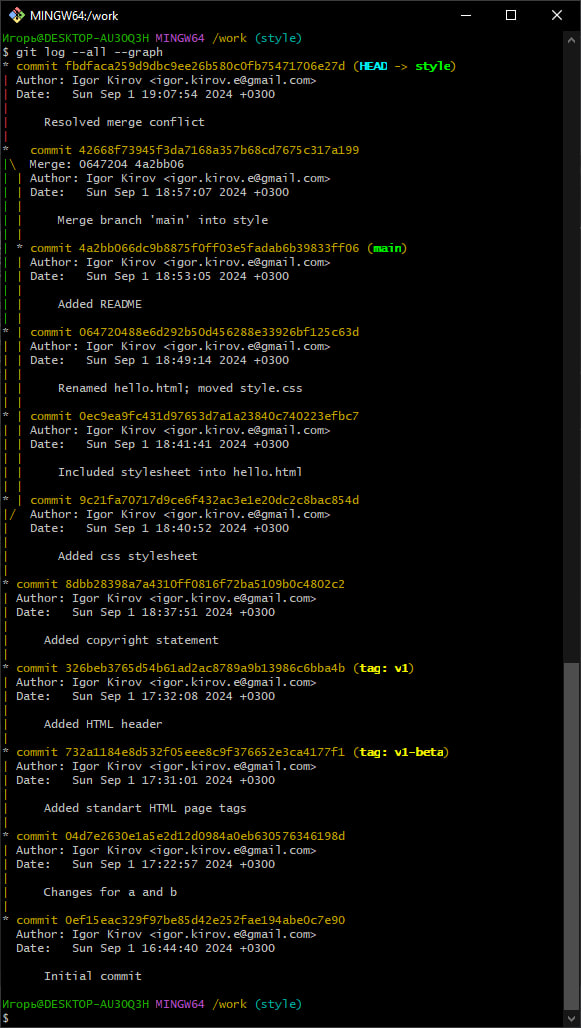 MINGW64:/work
Игорь@DESKTOP-AU3OQ3H MINGW64 /work (style)
$ git log --all --graph
* commit fbdfaca259d9dbc9ee26b580c0fb75471706e27d (HEAD -> style)
| Author: Igor Kirov <igor.kirov.e@gmail.com>
| Date:   Sun Sep 1 19:07:54 2024 +0300
|
|     Resolved merge conflict
|
*   commit 42668f73945f3da7168a357b68cd7675c317a199
|\  Merge: 0647204 4a2bb06
| | Author: Igor Kirov <igor.kirov.e@gmail.com>
| | Date:   Sun Sep 1 18:57:07 2024 +0300
| |
| |     Merge branch 'main' into style
| |
| * commit 4a2bb066dc9b8875f0ff03e5fadab6b39833ff06 (main)
| | Author: Igor Kirov <igor.kirov.e@gmail.com>
| | Date:   Sun Sep 1 18:53:05 2024 +0300
| |
| |     Added README
| |
* | commit 064720488e6d292b50d456288e33926bf125c63d
| | Author: Igor Kirov <igor.kirov.e@gmail.com>
| | Date:   Sun Sep 1 18:49:14 2024 +0300
| |
| |     Renamed hello.html; moved style.css
| |
* | commit 0ec9ea9fc431d97653d7a1a23840c740223efbc7
| | Author: Igor Kirov <igor.kirov.e@gmail.com>
| | Date:   Sun Sep 1 18:41:41 2024 +0300
| |
| |     Included stylesheet into hello.html
| |
* | commit 9c21fa70717d9ce6f432ac3e1e20dc2c8bac854d
|/  Author: Igor Kirov <igor.kirov.e@gmail.com>
|   Date:   Sun Sep 1 18:40:52 2024 +0300
|
|       Added css stylesheet
|
* commit 8dbb28398a7a4310ff0816f72ba5109b0c4802c2
| Author: Igor Kirov <igor.kirov.e@gmail.com>
| Date:   Sun Sep 1 18:37:51 2024 +0300
|
|     Added copyright statement
|
* commit 326beb3765d54b61ad2ac8789a9b13986c6bba4b (tag: v1)
| Author: Igor Kirov <igor.kirov.e@gmail.com>
| Date:   Sun Sep 1 17:32:08 2024 +0300
|
|     Added HTML header
|
* commit 732a1184e8d532f05eee8c9f376652e3ca4177f1 (tag: v1-beta)
| Author: Igor Kirov <igor.kirov.e@gmail.com>
| Date:   Sun Sep 1 17:31:01 2024 +0300
|
|     Added standart HTML page tags
|
* commit 04d7e2630e1a5e2d12d0984a0eb630576346198d
| Author: Igor Kirov <igor.kirov.e@gmail.com>
| Date:   Sun Sep 1 17:22:57 2024 +0300
|
|     Changes for a and b
|
* commit 0ef15eac329f97be85d42e252fae194abe0c7e90
  Author: Igor Kirov <igor.kirov.e@gmail.com>
  Date:   Sun Sep 1 16:44:40 2024 +0300

      Initial commit

Игорь@DESKTOP-AU3OQ3H MINGW64 /work (style)
$